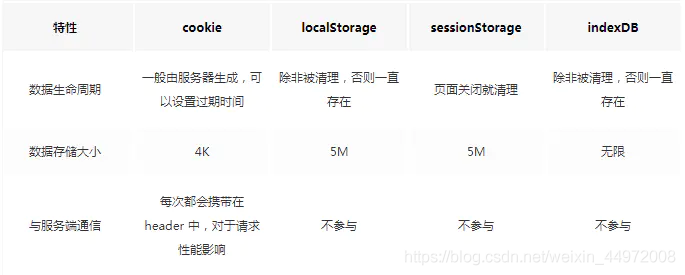 特性 cookie localStorage sessionStorage indexDB
数据生命周期
一般由服务器生成，可
以设置过期时间
除非被清理，否则一直
存在
页面关闭就清理
除非被清理，否则一直
存在
数据存储大小 4K 5M 5M 无限
与服务端通信
每次都会携带在
header 中，对于请求
性能影响
不参与 不参与 不参与
https://blog.csdn.net/weixin_44972008